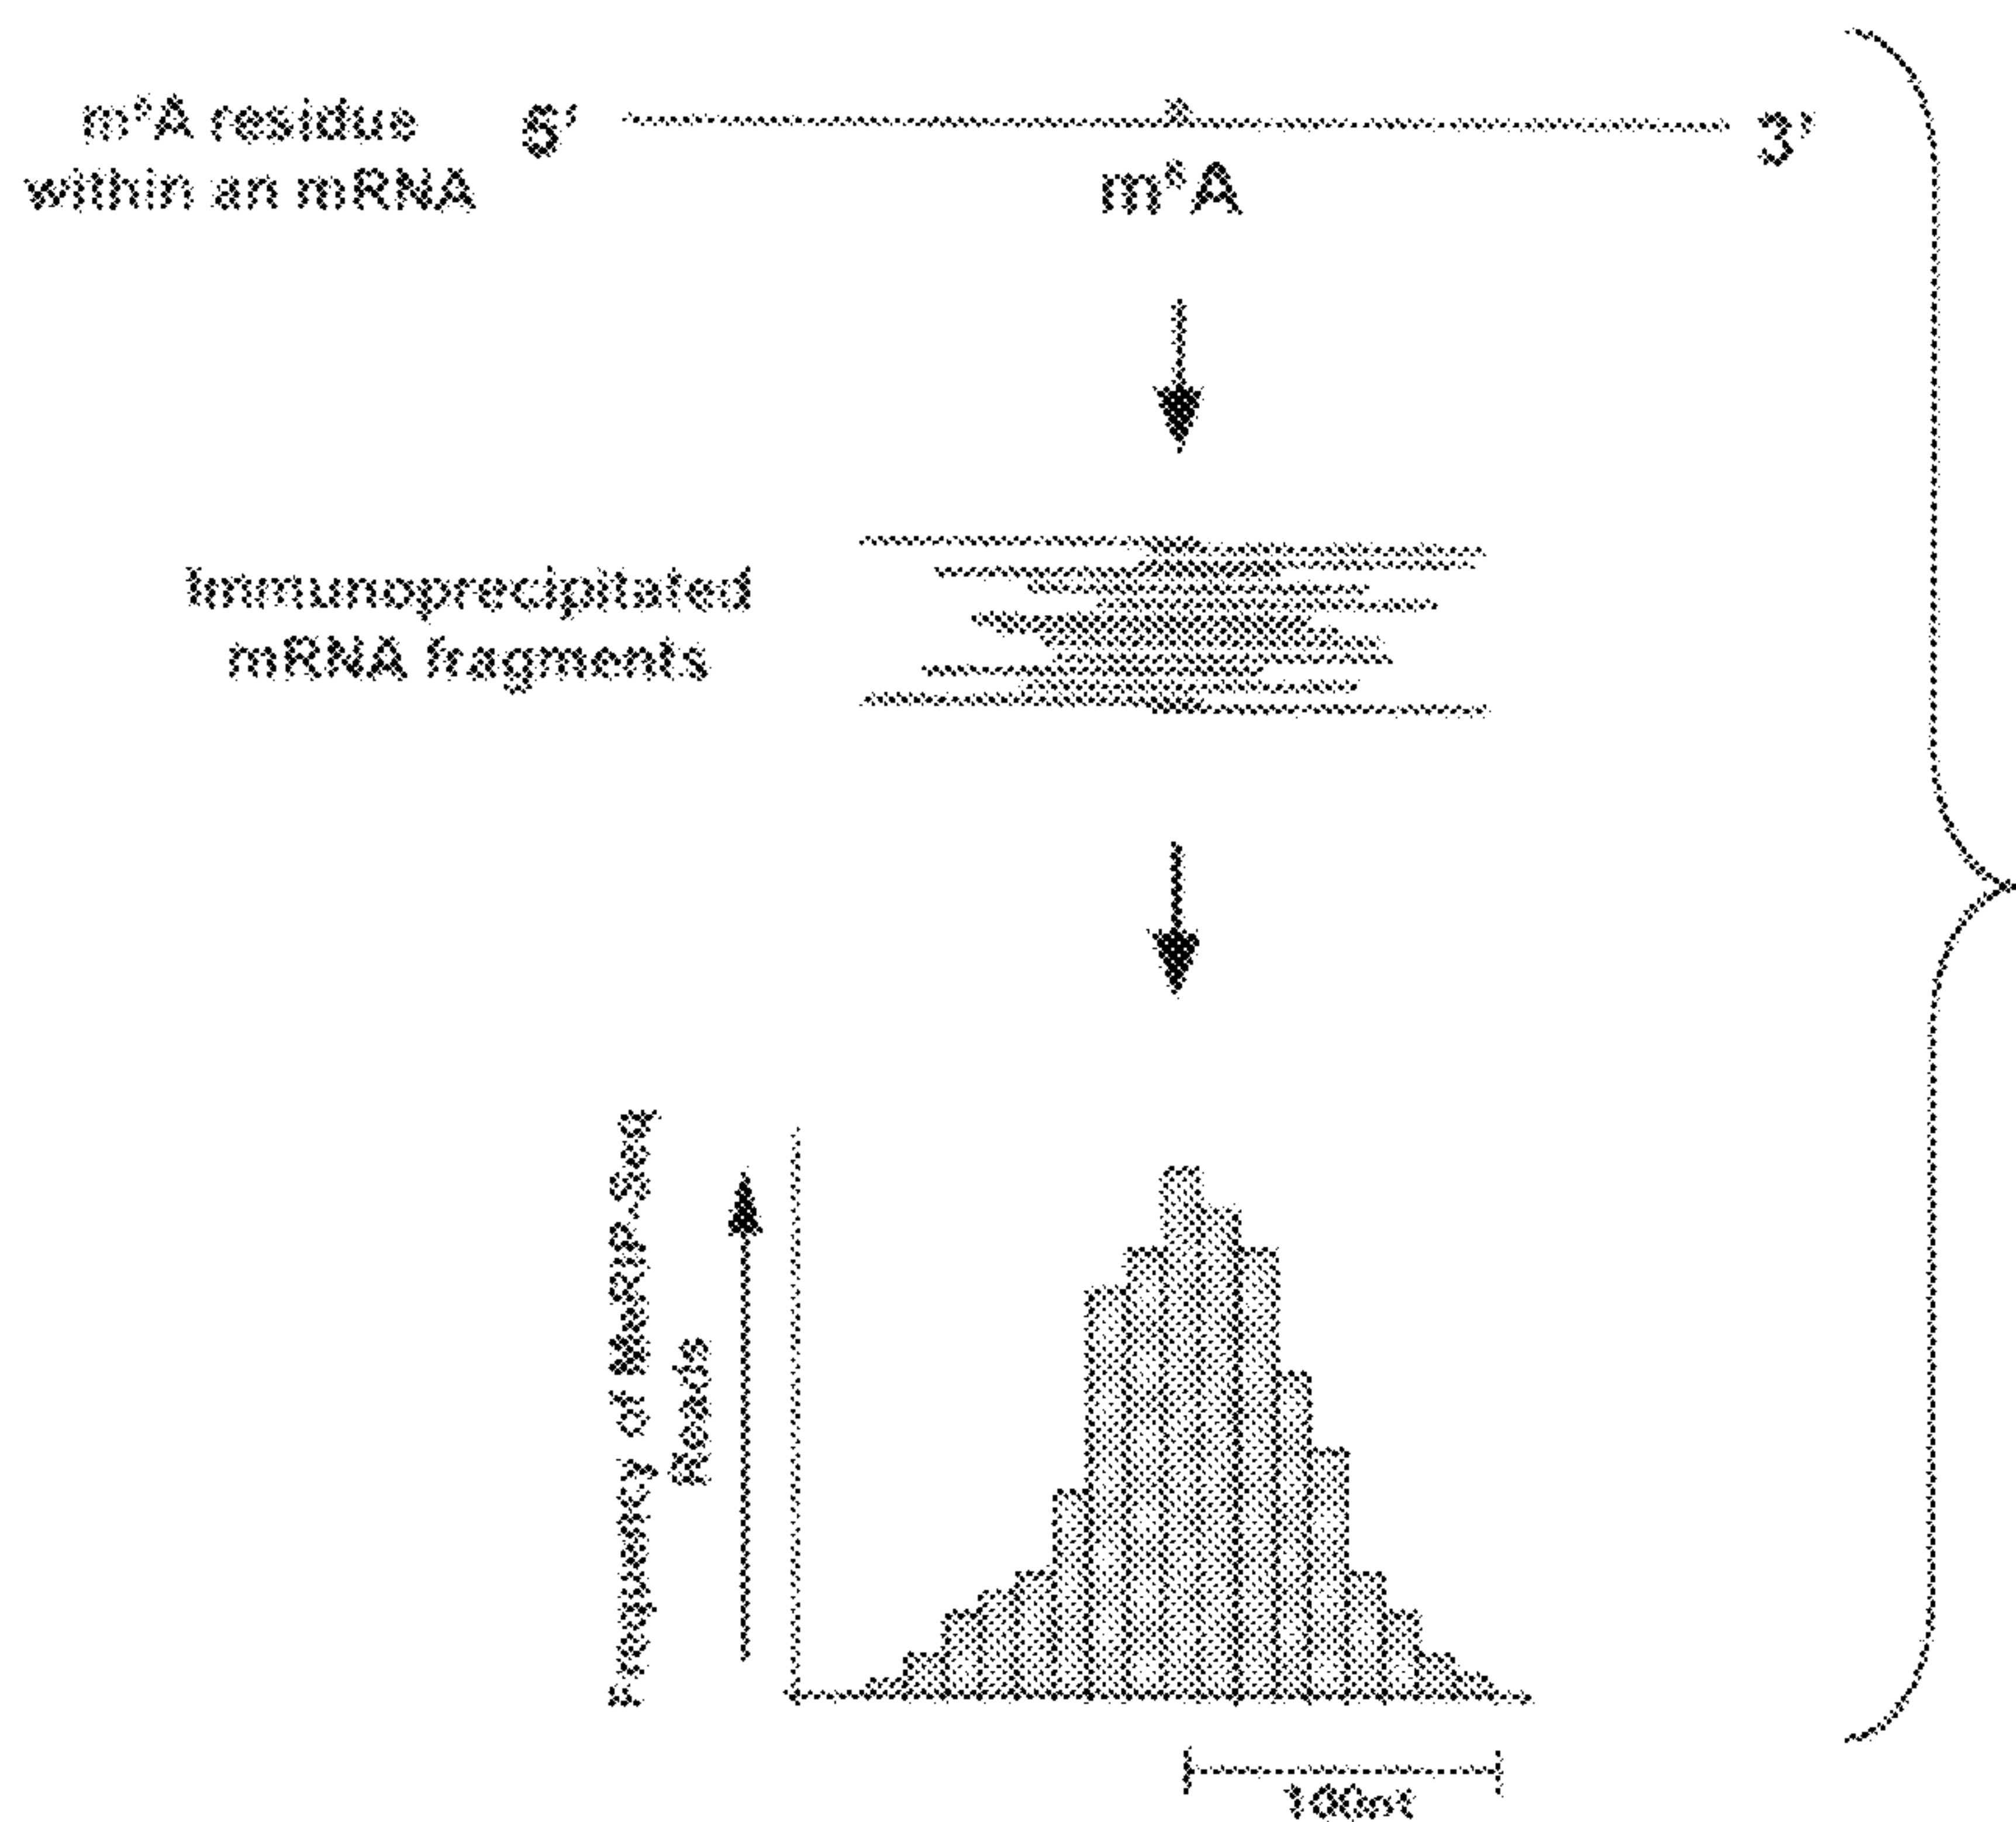 m⁶A residue
within an mRNA
5'
3'
m⁶A
Immunoprecipitated
mRNA fragments
Frequency of MeRIP-Seq
Reads
100nt